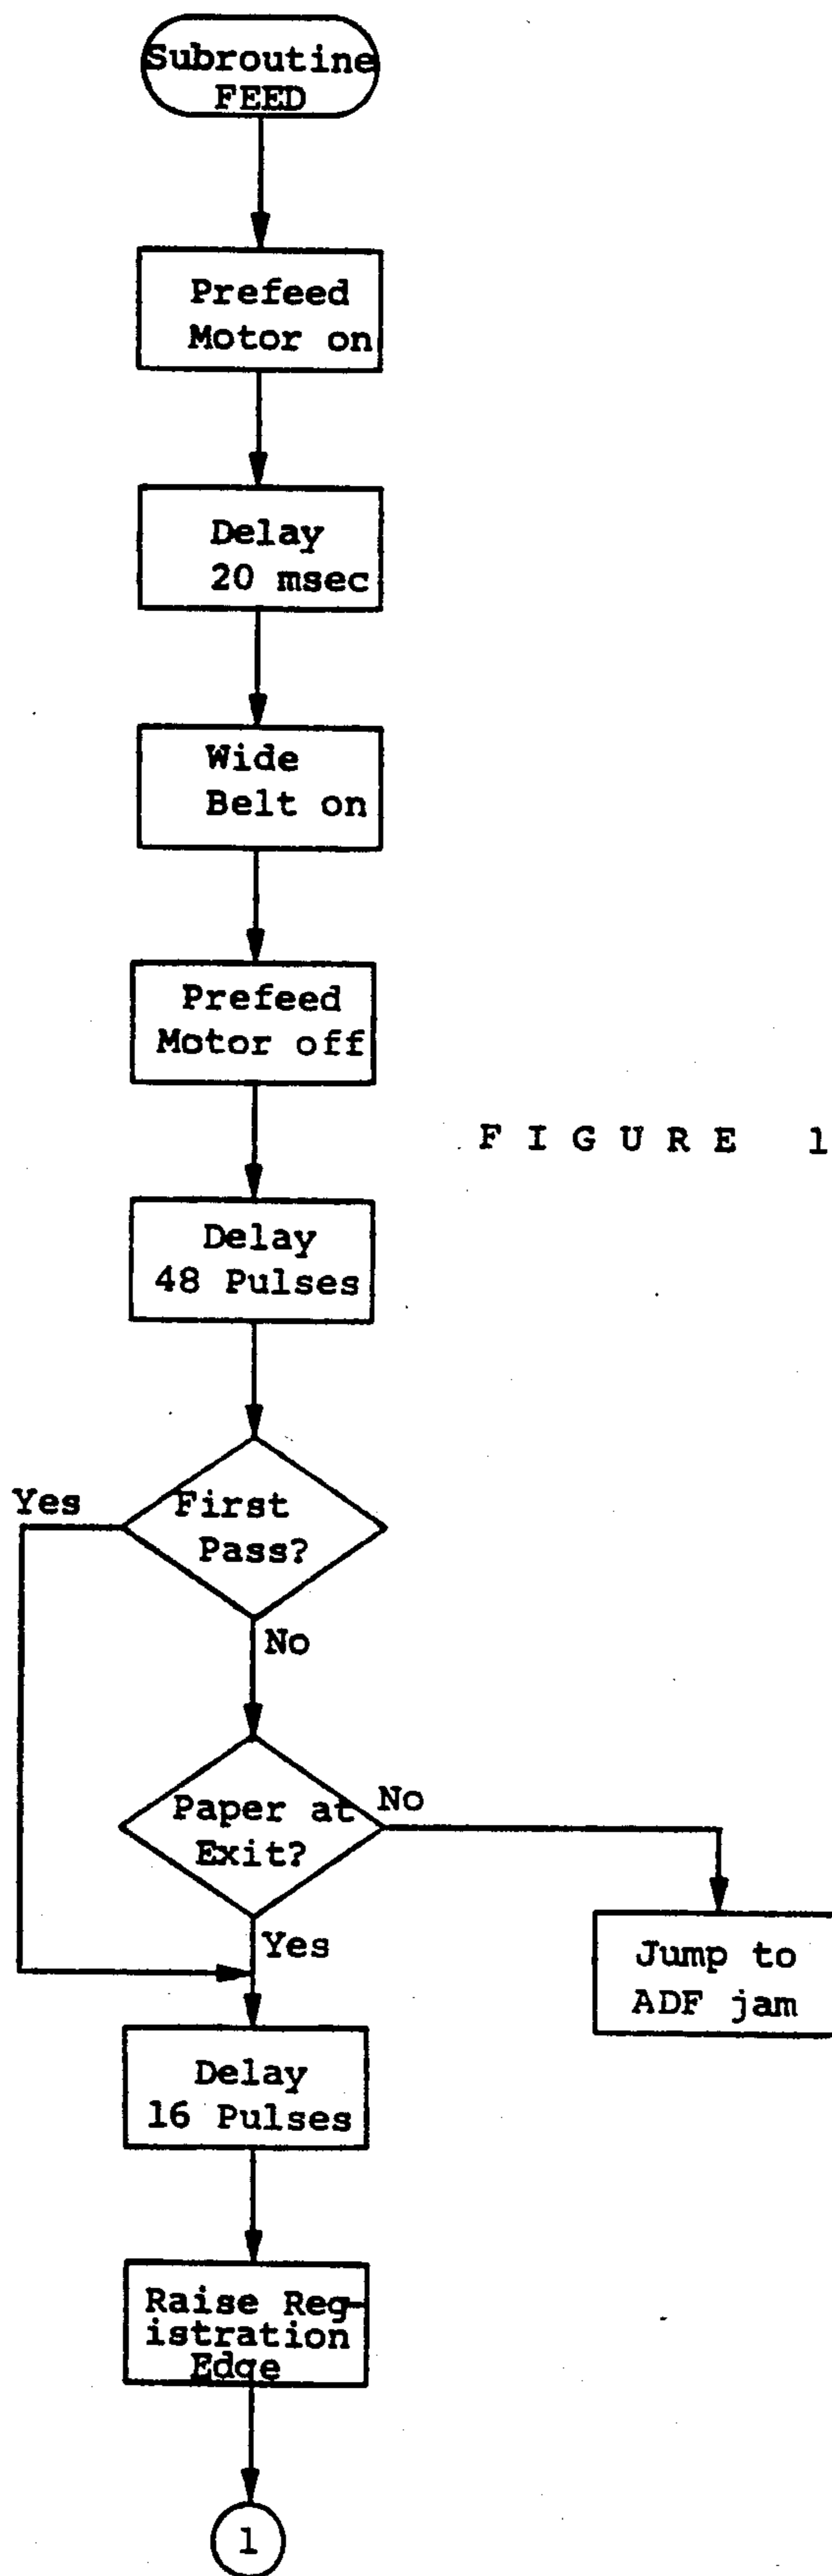 Subroutine
FEED
Prefeed
Motor on
Delay
20 msec
Wide
Belt on
Prefeed
Motor off
F I G U R E 1
Delay
48 Pulses
Yes
First
Pass?
No
Paper at
Exit?
No
Yes
Jump to
ADF jam
Delay
16 Pulses
Raise Reg-
istration
Edge
1